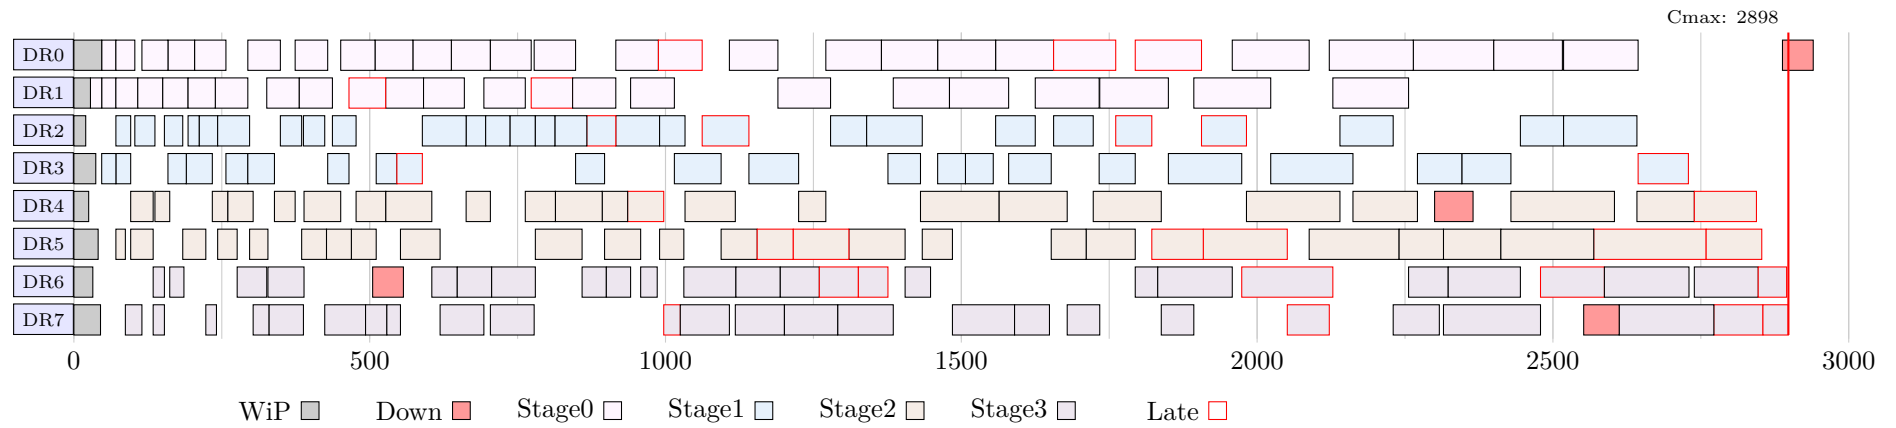 Cmax: 2898
DR0
DR1
DR2
DR3
DR4
DR5
DR6
DR7
0 500 1000 1500 2000 2500 3000
WiP Down Stage0 Stage1 Stage2 Stage3 Late